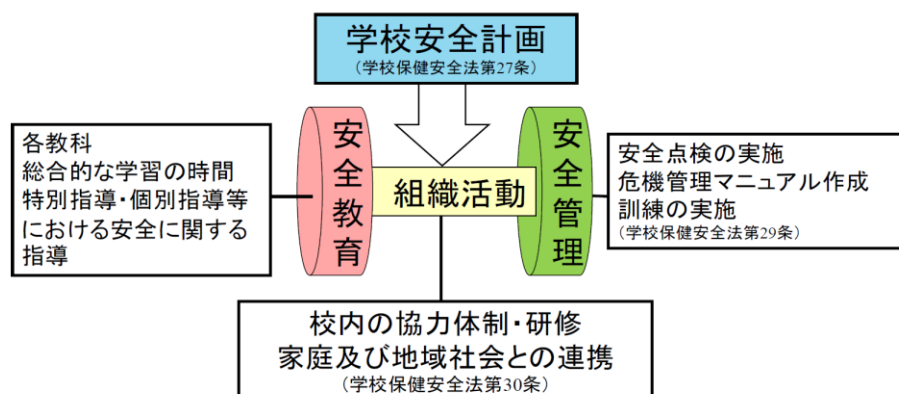 学校安全計画
（学校保健安全法第27条）
各教科
総合的な学習の時間
特別指導・個別指導等
における安全に関する
指導
安全教育
組織活動
安全管理
安全点検の実施
危機管理マニュアル作成
訓練の実施
（学校保健安全法第29条）
校内の協力体制・研修
家庭及び地域社会との連携
（学校保健安全法第30条）